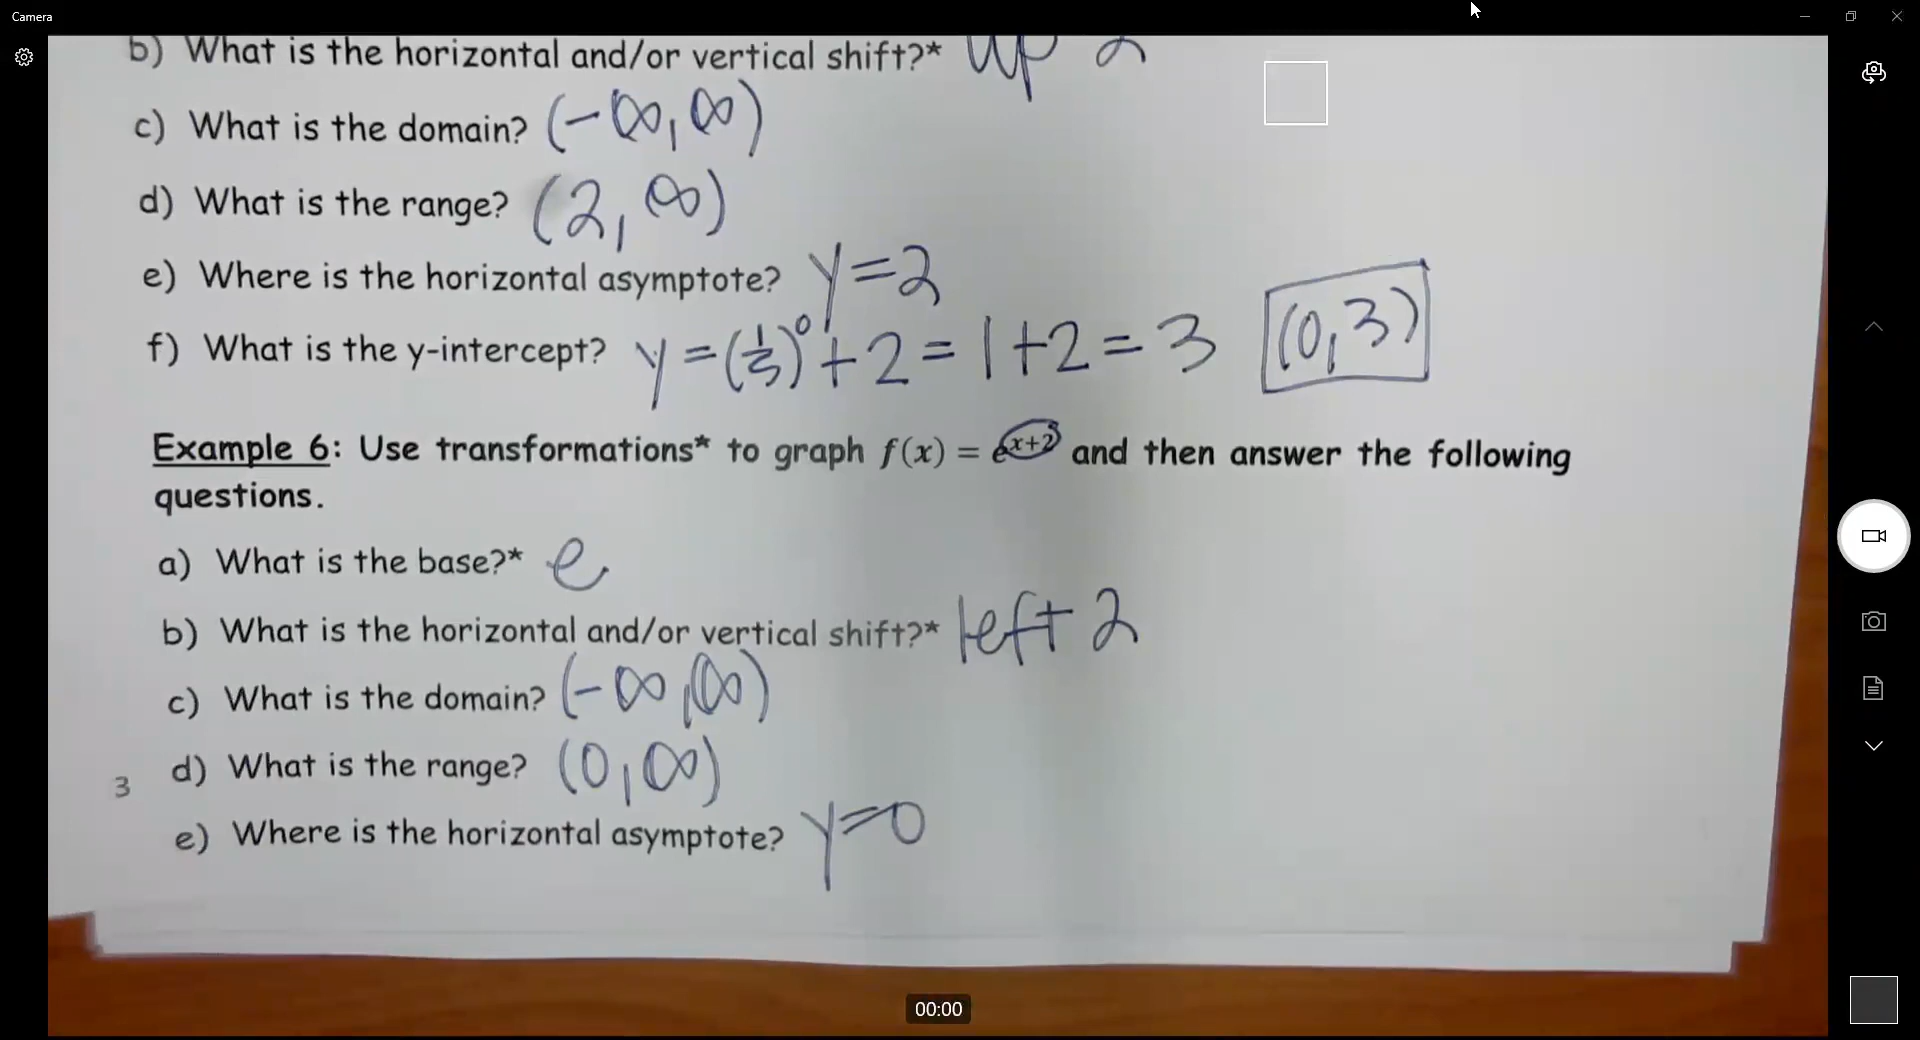 Camera
b) What is the horizontal and/or vertical shift?* up 2
c) What is the domain? (-∞, ∞)
d) What is the range? (2, ∞)
e) Where is the horizontal asymptote? y=2
f) What is the y-intercept? y=(1/3)^0+2=1+2=3 (0,3)
Example 6: Use transformations* to graph f(x) = e^{x+2} and then answer the following
questions.
a) What is the base?* e
b) What is the horizontal and/or vertical shift?* left 2
c) What is the domain? (-∞, ∞)
d) What is the range? (0, ∞)
3
e) Where is the horizontal asymptote? y=0
00:00